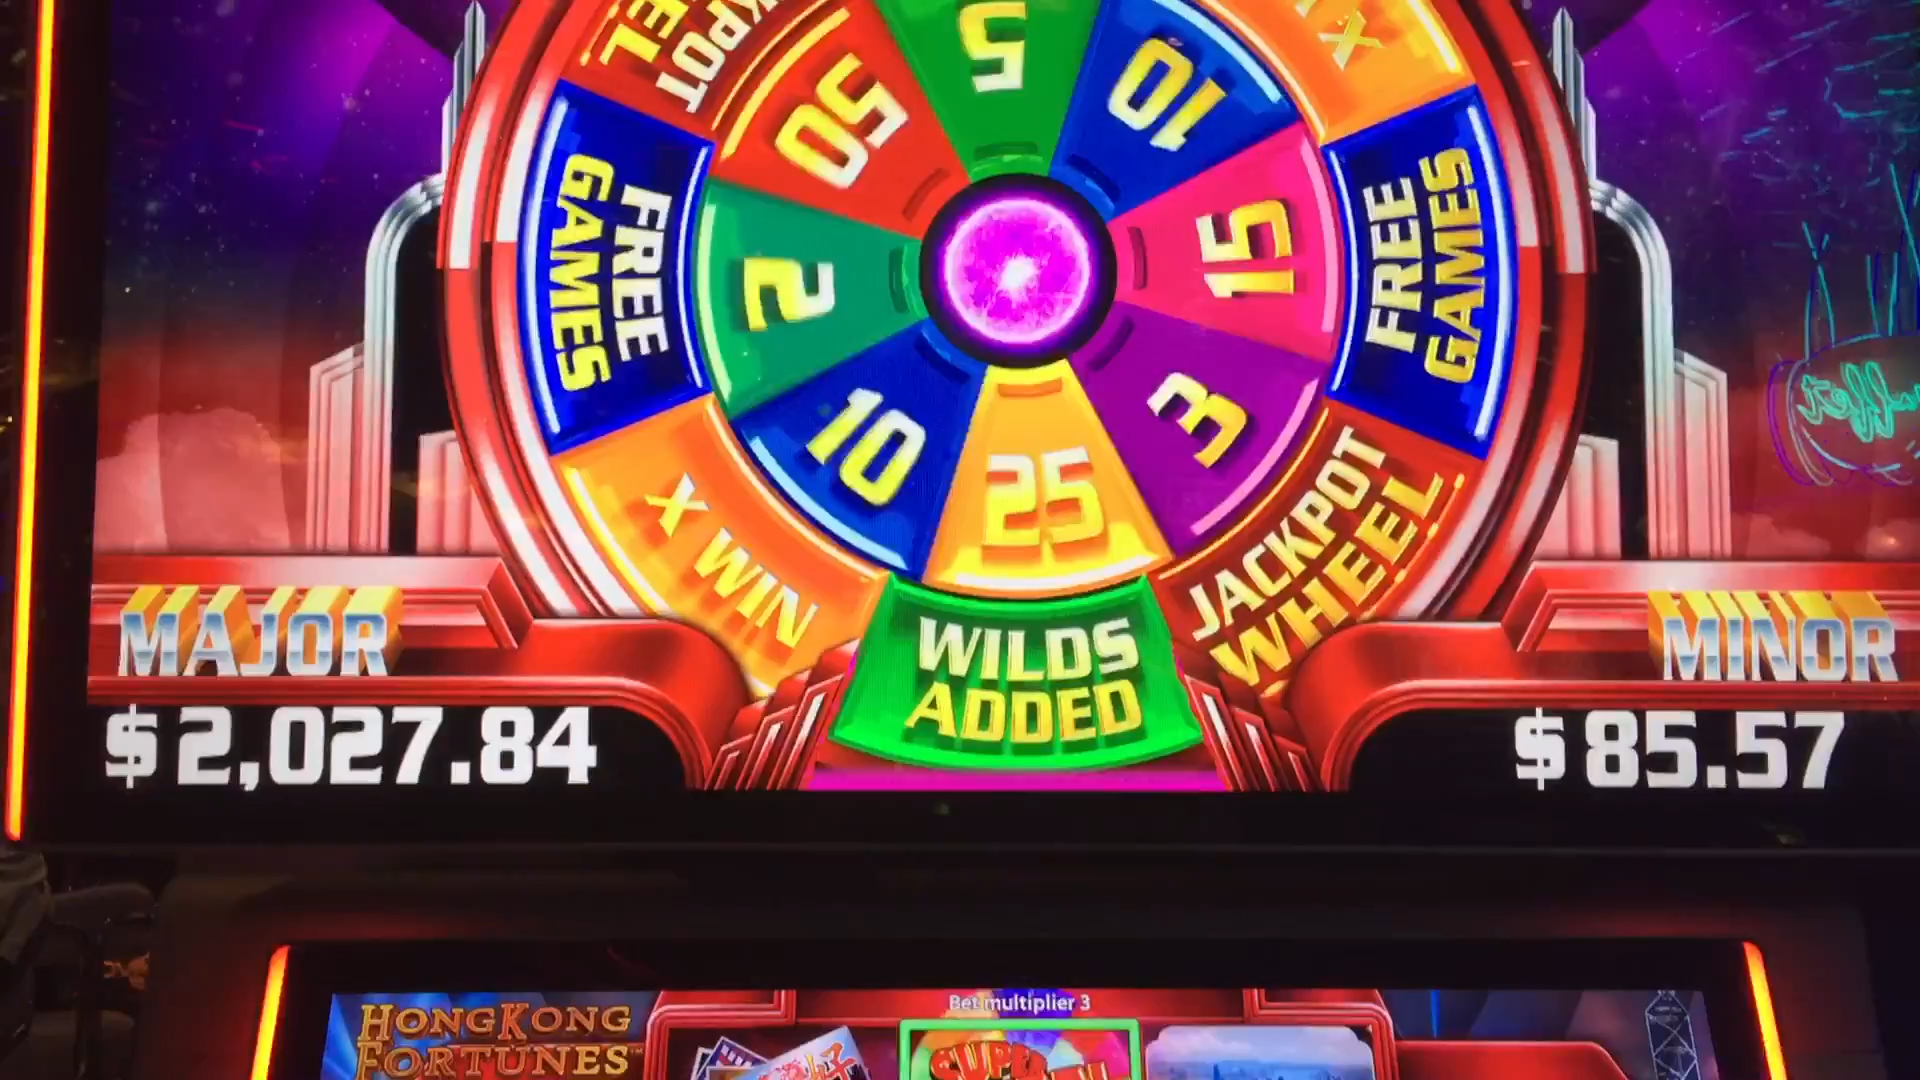 JACKPOT
50
5
10
X
FREE
GAMES
2
15
FREE
GAMES
10
25
3
X WIN
JACKPOT
WHEEL
WILDS
ADDED
MAJOR
$2,027.84
MINOR
$85.57
Bet multiplier 3
HONG KONG
FORTUNES
SUPER